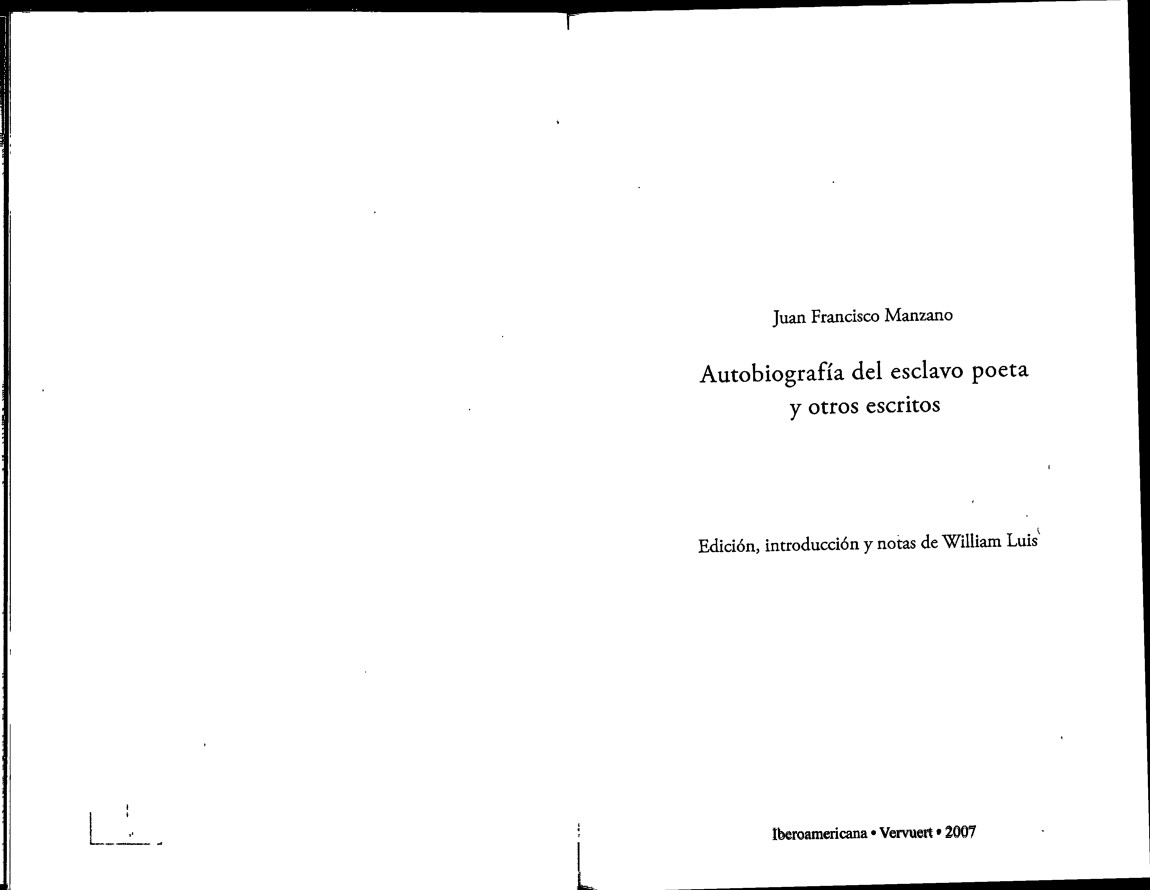 Juan Francisco Manzano
Autobiografía del esclavo poeta
y otros escritos
Edición, introducción y notas de William Luis
Iberoamericana • Vervuert • 2007